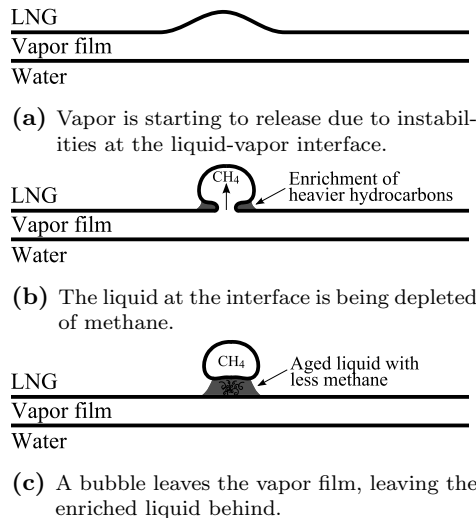 LNG
Vapor film
Water
(a) Vapor is starting to release due to instabil-
ities at the liquid-vapor interface.
CH4
Enrichment of
heavier hydrocarbons
LNG
Vapor film
Water
(b) The liquid at the interface is being depleted
of methane.
CH4
Aged liquid with
less methane
LNG
Vapor film
Water
(c) A bubble leaves the vapor film, leaving the
enriched liquid behind.